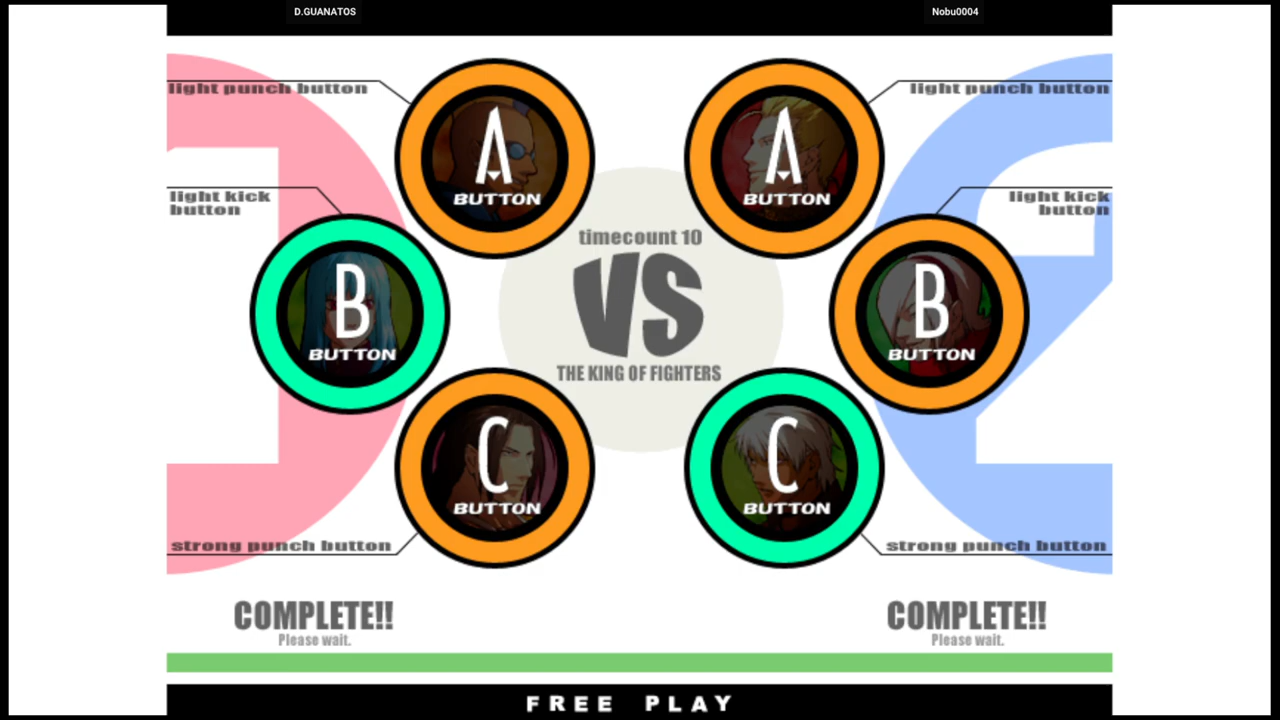 D.GUANATOS
Nobu0004
light punch button
light punch button
A
BUTTON
A
BUTTON
light kick
button
light kick
button
timecount 10
VS
THE KING OF FIGHTERS
B
BUTTON
B
BUTTON
C
BUTTON
C
BUTTON
strong punch button
strong punch button
COMPLETE!!
Please wait.
COMPLETE!!
Please wait.
FREE PLAY